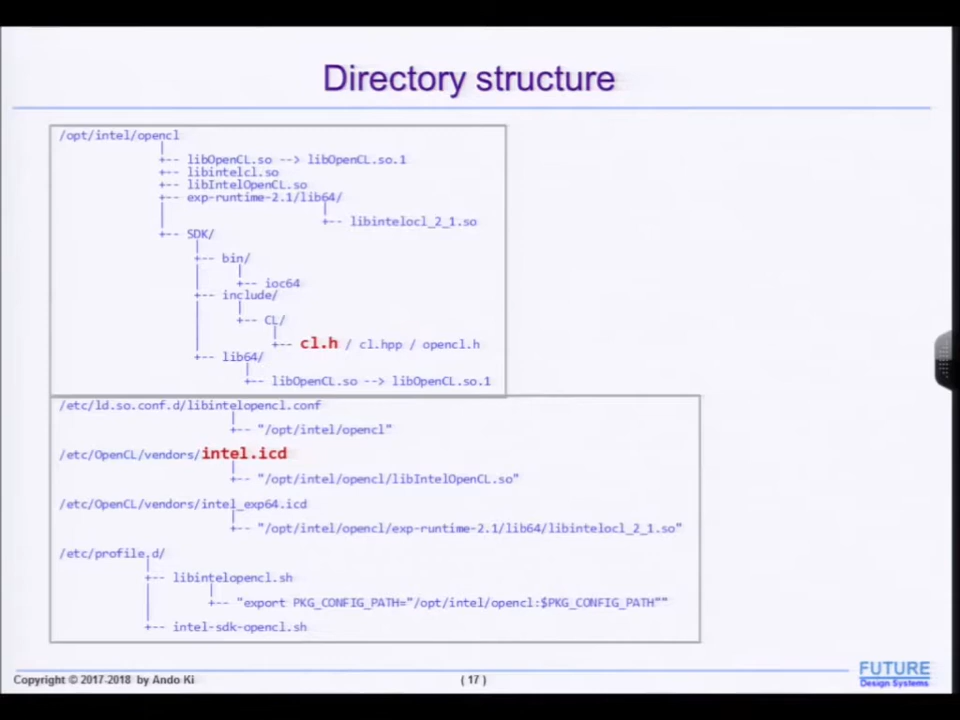 Directory structure
/opt/intel/opencl
|
+-- libOpenCL.so --> libOpenCL.so.1
+-- libintelcl.so
+-- libIntelOpenCL.so
+-- exp-runtime-2.1/lib64/
| |
| +-- libintelocl_2_1.so
+-- SDK/
|
+-- bin/
| |
| +-- ioc64
+-- include/
| |
| +-- CL/
| |
| +-- cl.h / cl.hpp / opencl.h
+-- lib64/
|
+-- libOpenCL.so --> libOpenCL.so.1
/etc/ld.so.conf.d/libintelopencl.conf
|
+-- "/opt/intel/opencl"
/etc/OpenCL/vendors/intel.icd
|
+-- "/opt/intel/opencl/libIntelOpenCL.so"
/etc/OpenCL/vendors/intel_exp64.icd
|
+-- "/opt/intel/opencl/exp-runtime-2.1/lib64/libintelocl_2_1.so"
/etc/profile.d/
|
+-- libintelopencl.sh
| |
| +-- "export PKG_CONFIG_PATH="/opt/intel/opencl:$PKG_CONFIG_PATH""
|
+-- intel-sdk-opencl.sh
Copyright © 2017-2018 by Ando Ki
( 17 )
FUTURE
Design Systems